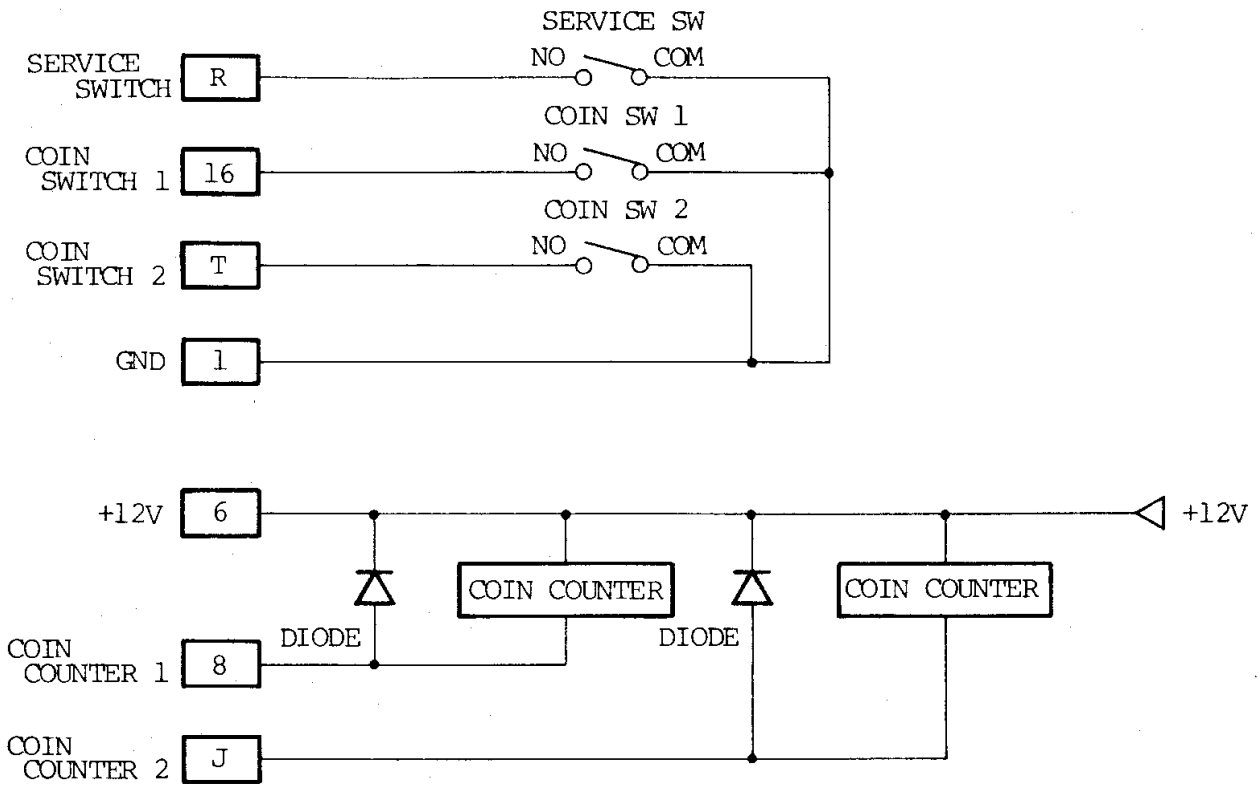 SERVICE SW
SERVICE
SWITCH
R
NO
COM
COIN SW 1
COIN
SWITCH 1
16
NO
COM
COIN SW 2
COIN
SWITCH 2
T
NO
COM
GND
1
+12V
6
+12V
COIN COUNTER
COIN COUNTER
DIODE
DIODE
COIN
COUNTER 1
8
COIN
COUNTER 2
J